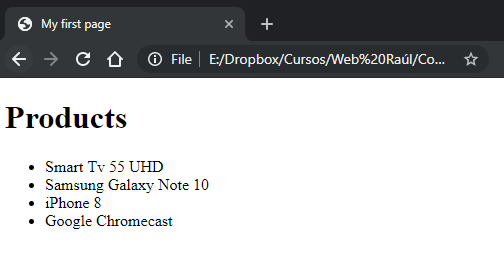 My first page
File E:/Dropbox/Cursos/Web%20Raúl/Co...
Products
Smart Tv 55 UHD
Samsung Galaxy Note 10
iPhone 8
Google Chromecast